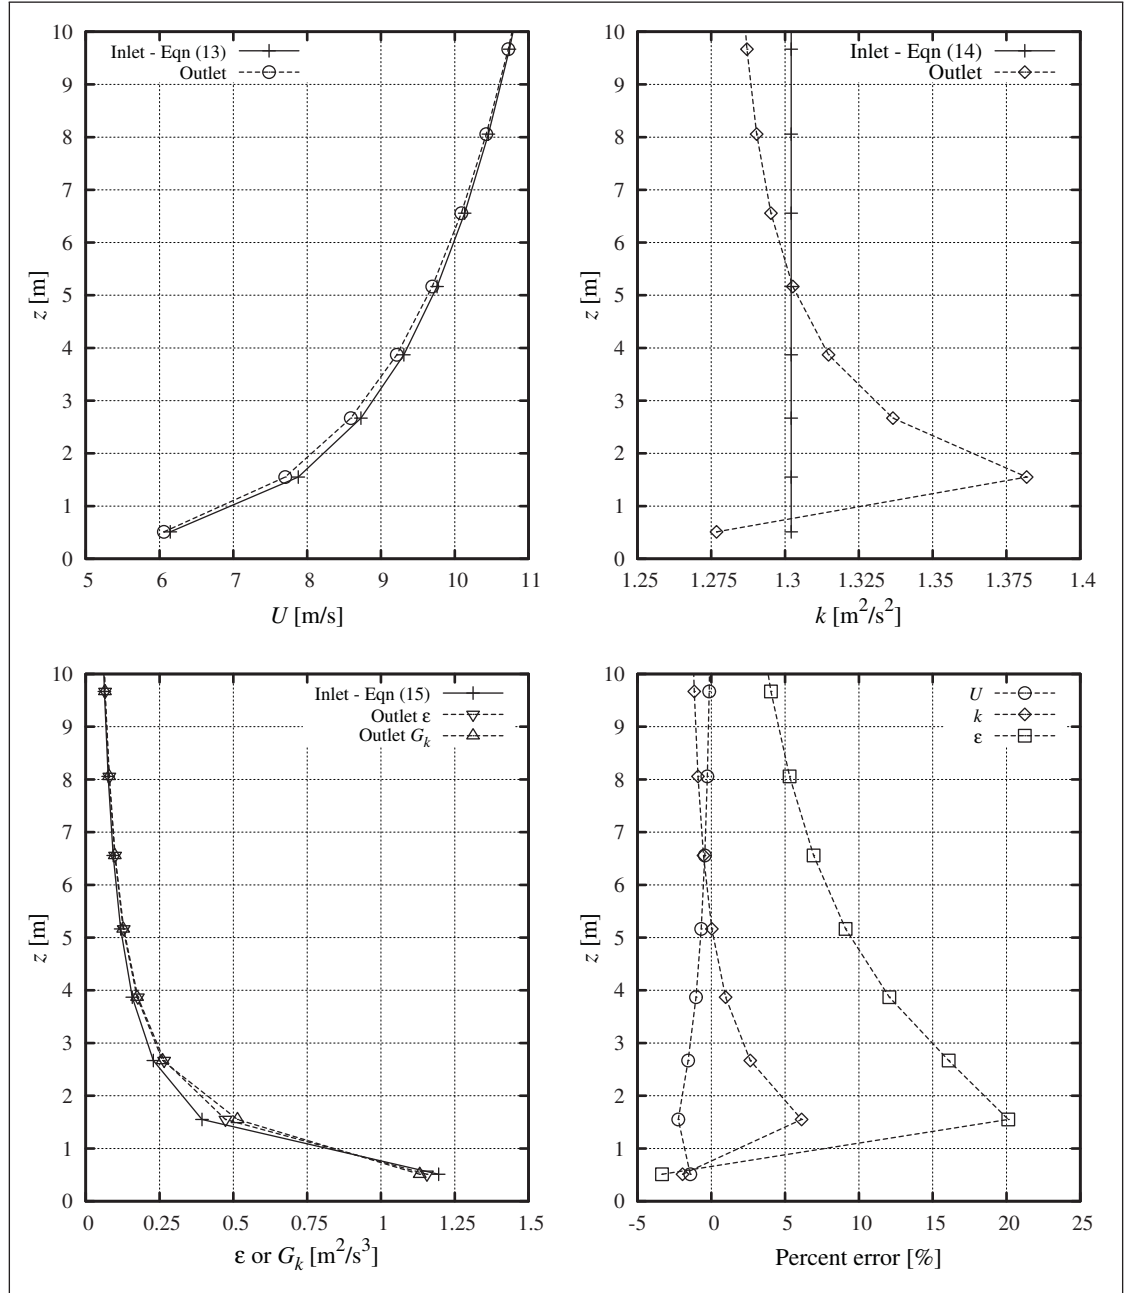 10
9
8
7
6
5
4
3
2
1
0
z [m]
Inlet - Eqn (13)
Outlet
5 6 7 8 9 10 11
U [m/s]
10
9
8
7
6
5
4
3
2
1
0
z [m]
Inlet - Eqn (14)
Outlet
1.25 1.275 1.3 1.325 1.35 1.375 1.4
k [m²/s²]
10
9
8
7
6
5
4
3
2
1
0
z [m]
Inlet - Eqn (15)
Outlet ε
Outlet Gₖ
0 0.25 0.5 0.75 1 1.25 1.5
ε or Gₖ [m²/s³]
10
9
8
7
6
5
4
3
2
1
0
z [m]
U
k
ε
-5 0 5 10 15 20 25
Percent error [%]